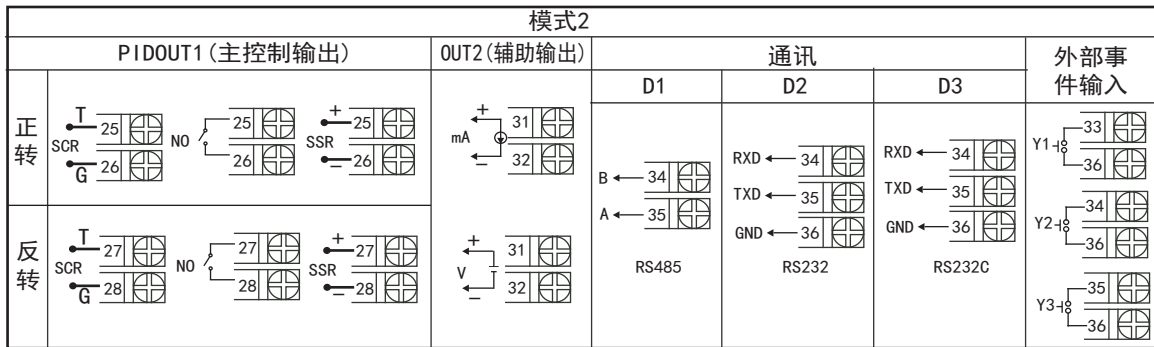 模式2
PIDOUT1(主控制输出)
OUT2(辅助输出)
通讯
外部事件输入
D1
D2
D3
正转
T
SCR
G
25
26
NO
25
26
+
SSR
−
25
26
+
mA
−
31
32
B
34
A
35
RS485
RXD
34
TXD
35
GND
36
RS232
RXD
34
TXD
35
GND
36
RS232C
Y1
33
36
Y2
34
36
Y3
35
36
反转
T
SCR
G
27
28
NO
27
28
+
SSR
−
27
28
+
V
−
31
32